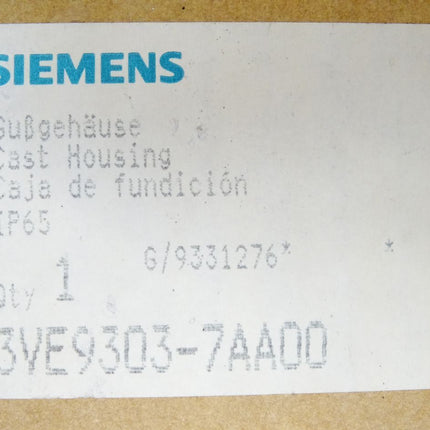 SIEMENS
Gußgehäuse
Cast Housing
Caja de fundición
IP65
G/9331276* *
Qty 1
3VE9303-7AA00